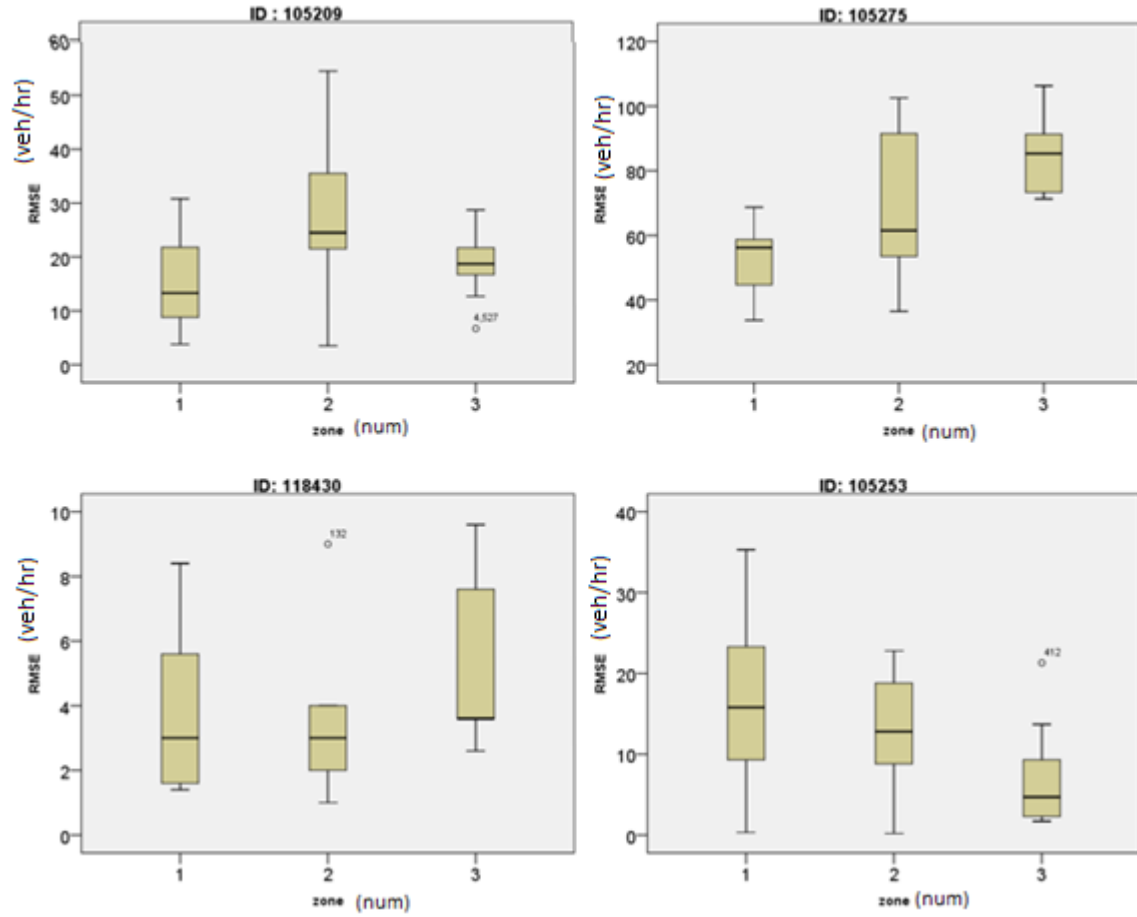 ID : 105209
60
50
40
30
20
10
0
RMSE (veh/hr)
4,527
1 2 3
zone (num)
ID: 105275
120
100
80
60
40
20
RMSE (veh/hr)
1 2 3
zone (num)
ID: 118430
10
8
6
4
2
0
RMSE (veh/hr)
132
1 2 3
zone (num)
ID: 105253
40
30
20
10
0
RMSE (veh/hr)
412
1 2 3
zone (num)